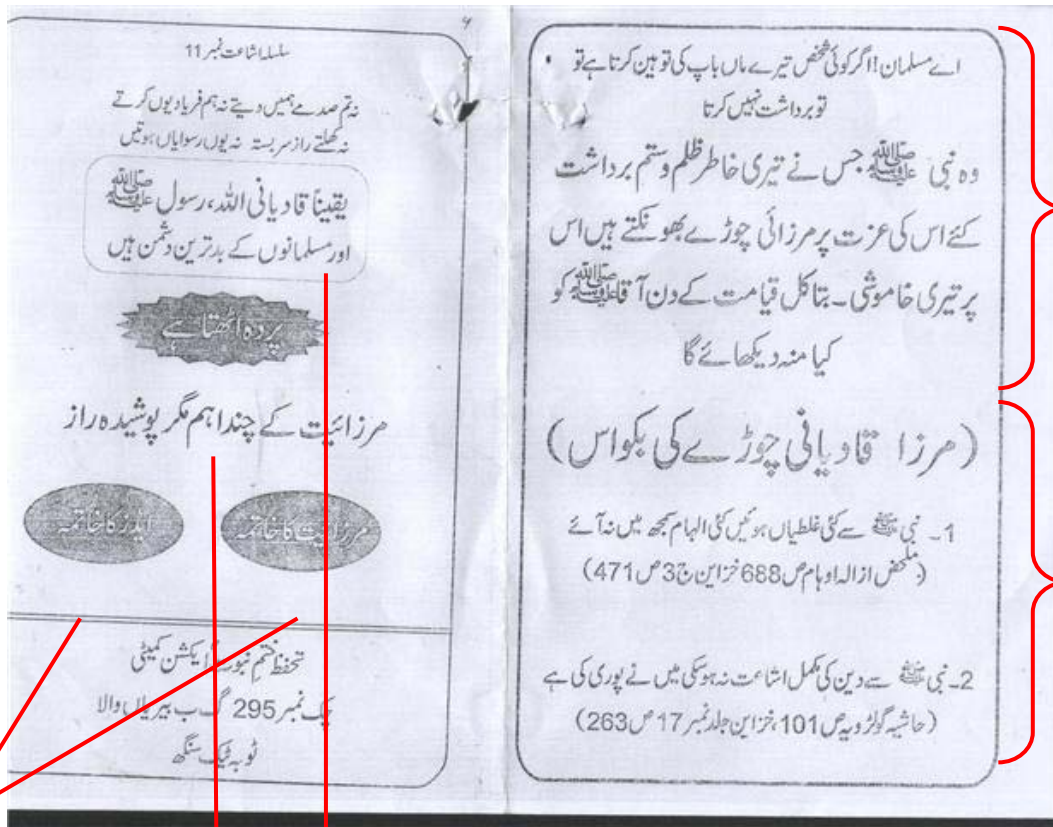 اے مسلمان!اگر کوئی شخص تیرے ماں باپ کی توہین کرتا ہے تو
تو برداشت نہیں کرتا
وہ نبی ﷺ جس نے تیری خاطر ظلم و ستم برداشت
کئے اس کی عزت پر مرزائی چوڑے بھونکتے ہیں اس
پر تیری خاموشی۔ بتا کل قیامت کے دن آقا ﷺ کو
کیا منہ دیکھائے گا
(مرزا قادیانی چوڑے کی بکواس)
1۔ نبی ﷺ سے کئی غلطیاں ہوئیں کئی الہام سمجھ میں نہ آئے
(ملخص ازالہ اوہام ص 688 خزاین ج 3 ص 471)
2۔ نبی ﷺ سے دین کی مکمل اشاعت نہ ہوسکی میں نے پوری کی ہے
(حاشیہ گولڑویہ ص 101، خزاین جلد نمبر 17 ص 263)
سلسلہ اشاعت نمبر 11
نہ تم صدمے ہمیں دیتے نہ ہم فریاد یوں کرتے
نہ کھلتے راز سربستہ نہ یوں رسوایاں ہوتیں
یقیناً قادیانی اللہ، رسول ﷺ
اور مسلمانوں کے بدترین دشمن ہیں
پردہ اٹھتا ہے
مرزائیت کے چند اہم مگر پوشیدہ راز
مرزائیت کا خاتمہ
ایڈز کا خاتمہ
تحفظ ختم نبوت ایکشن کمیٹی
چک نمبر 295 گ ب بیریاں والا
ٹوبہ ٹیک سنگھ